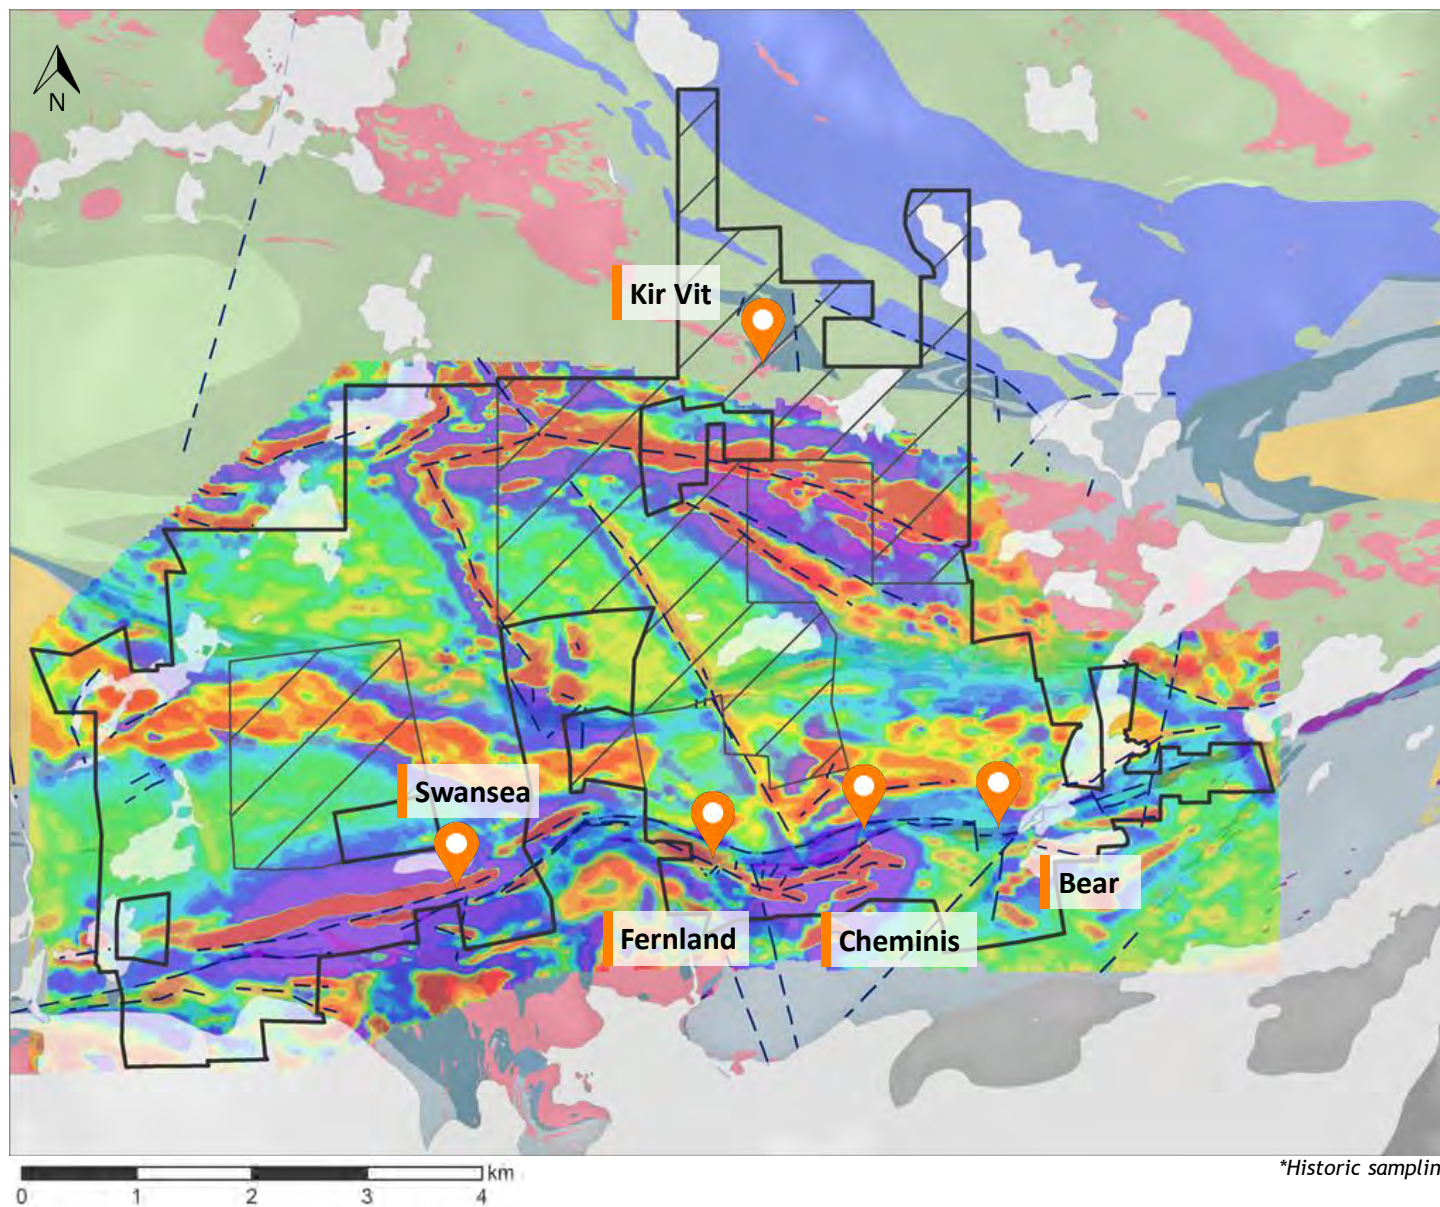 N
Kir Vit
Swansea
Bear
Fernland
Cheminis
km
0 1 2 3 4
*Historic samplin